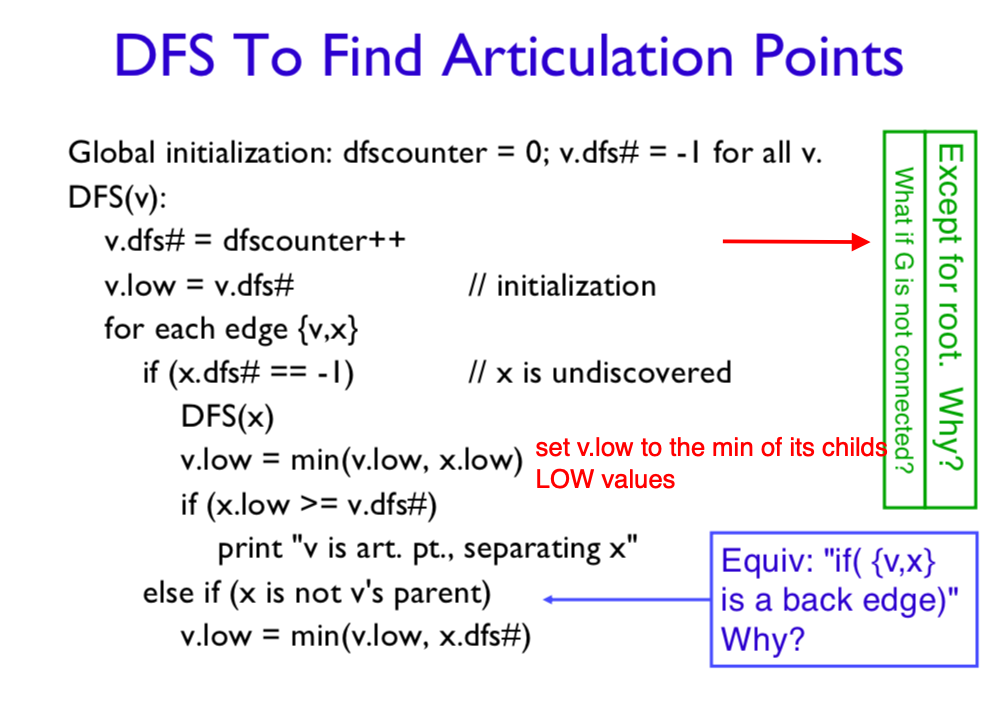 DFS To Find Articulation Points
Global initialization: dfscounter = 0; v.dfs# = -1 for all v.
DFS(v):
v.dfs# = dfscounter++
v.low = v.dfs# // initialization
for each edge {v,x}
if (x.dfs# == -1) // x is undiscovered
DFS(x)
v.low = min(v.low, x.low) set v.low to the min of its childs
LOW values
if (x.low >= v.dfs#)
print "v is art. pt., separating x"
else if (x is not v's parent)
v.low = min(v.low, x.dfs#)
Except for root. Why?
What if G is not connected?
Equiv: "if( {v,x}
is a back edge)"
Why?